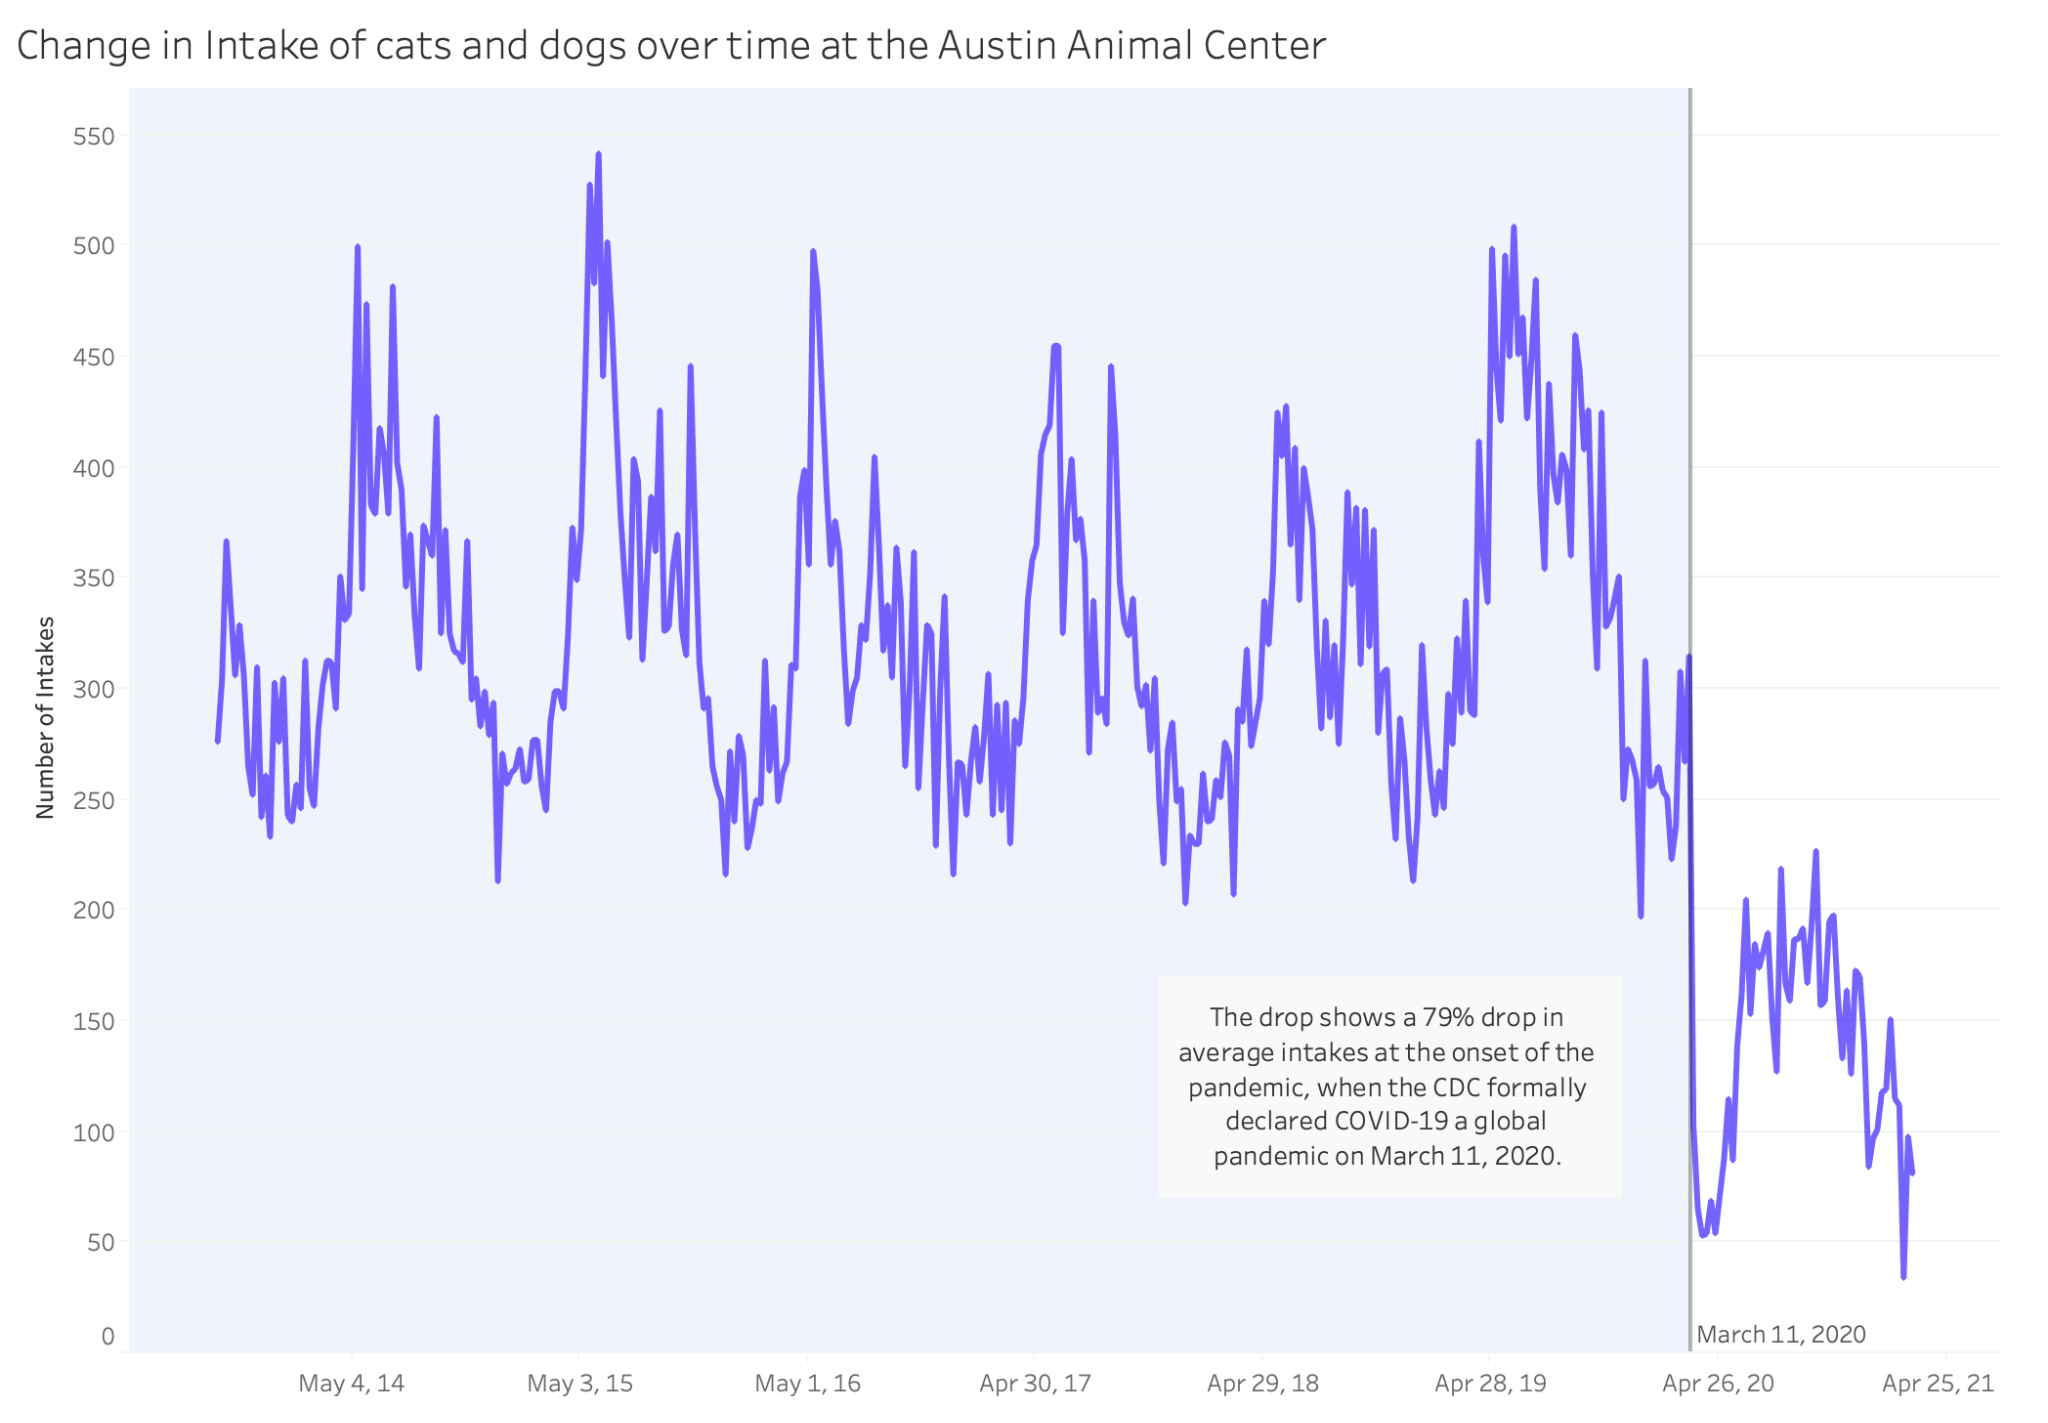 Change in Intake of cats and dogs over time at the Austin Animal Center
550
500
450
400
350
300
250
200
150
100
50
0
Number of Intakes
The drop shows a 79% drop in
average intakes at the onset of the
pandemic, when the CDC formally
declared COVID-19 a global
pandemic on March 11, 2020.
March 11, 2020
May 4, 14
May 3, 15
May 1, 16
Apr 30, 17
Apr 29, 18
Apr 28, 19
Apr 26, 20
Apr 25, 21